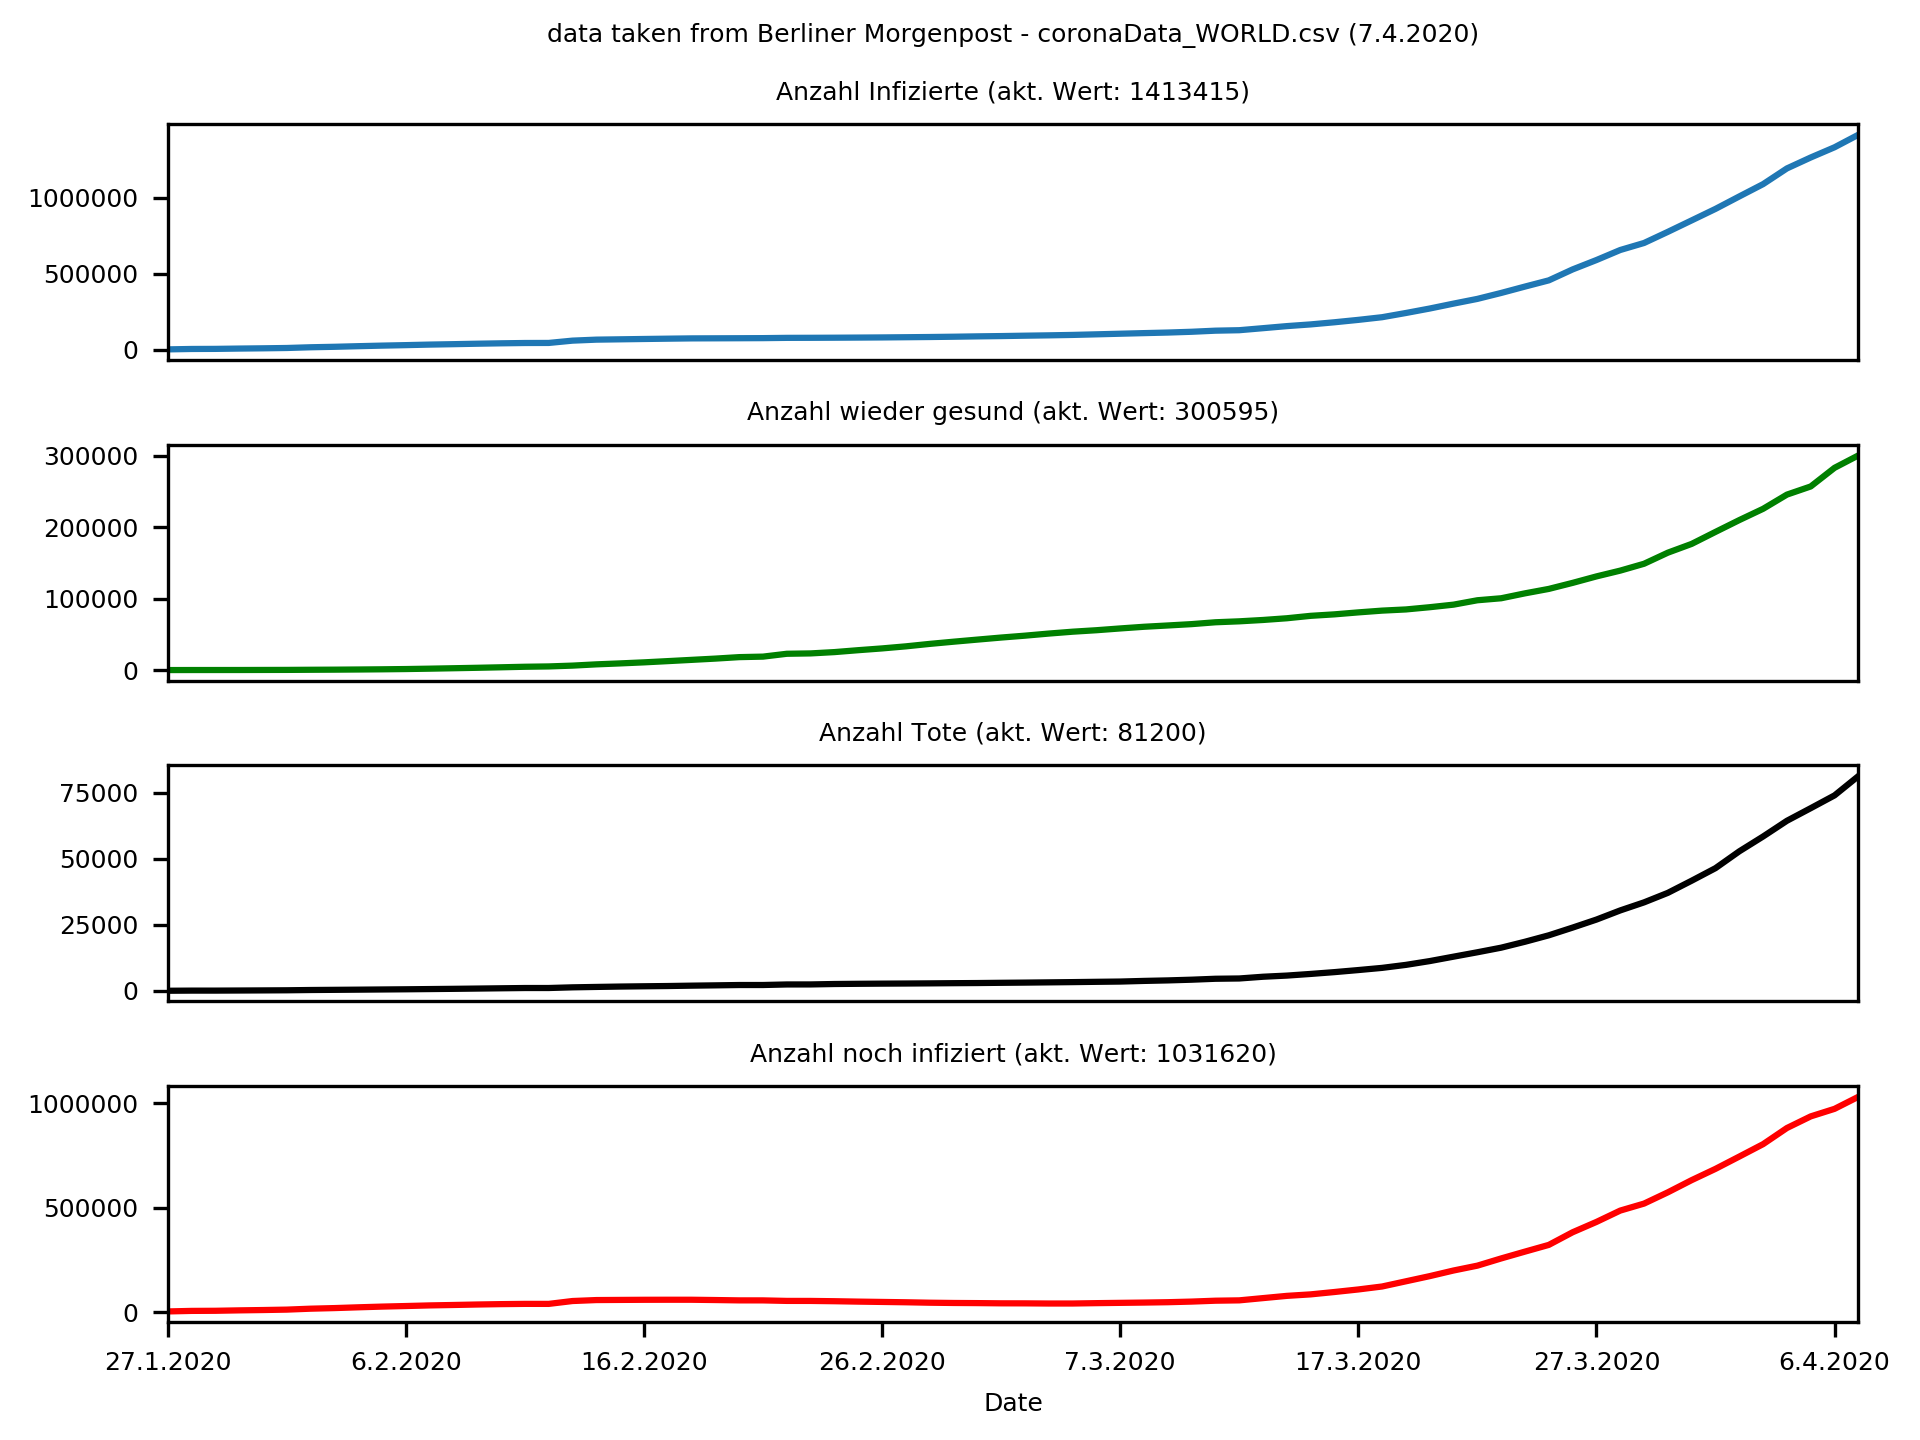 data taken from Berliner Morgenpost - coronaData_WORLD.csv (7.4.2020)
Anzahl Infizierte (akt. Wert: 1413415)
1000000
500000
0
Anzahl wieder gesund (akt. Wert: 300595)
300000
200000
100000
0
Anzahl Tote (akt. Wert: 81200)
75000
50000
25000
0
Anzahl noch infiziert (akt. Wert: 1031620)
1000000
500000
0
27.1.2020 6.2.2020 16.2.2020 26.2.2020 7.3.2020 17.3.2020 27.3.2020 6.4.2020
Date